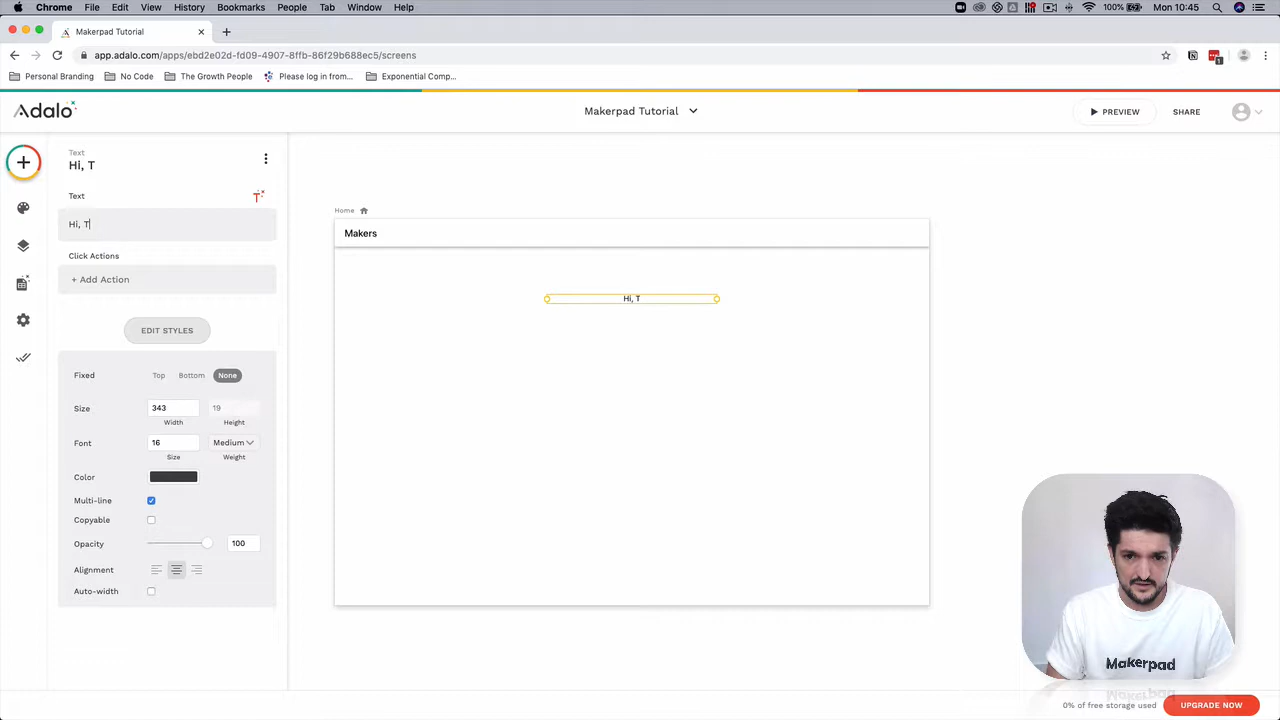 Chrome File Edit View History Bookmarks People Tab Window Help 100% Mon 10:45
Makerpad Tutorial
app.adalo.com/apps/ebd2e02d-fd09-4907-8ffb-86f29b688ec5/screens
Personal Branding No Code The Growth People Please log in from... Exponential Comp...
Adalo Makerpad Tutorial PREVIEW SHARE
Text
Hi, T
Text
Hi, T
Click Actions
+ Add Action
EDIT STYLES
Fixed Top Bottom None
Size 343 19
Width Height
Font 16 Medium
Size Weight
Color
Multi-line
Copyable
Opacity 100
Alignment
Auto-width
Home
Makers
Hi, T
Makerpad
0% of free storage used UPGRADE NOW